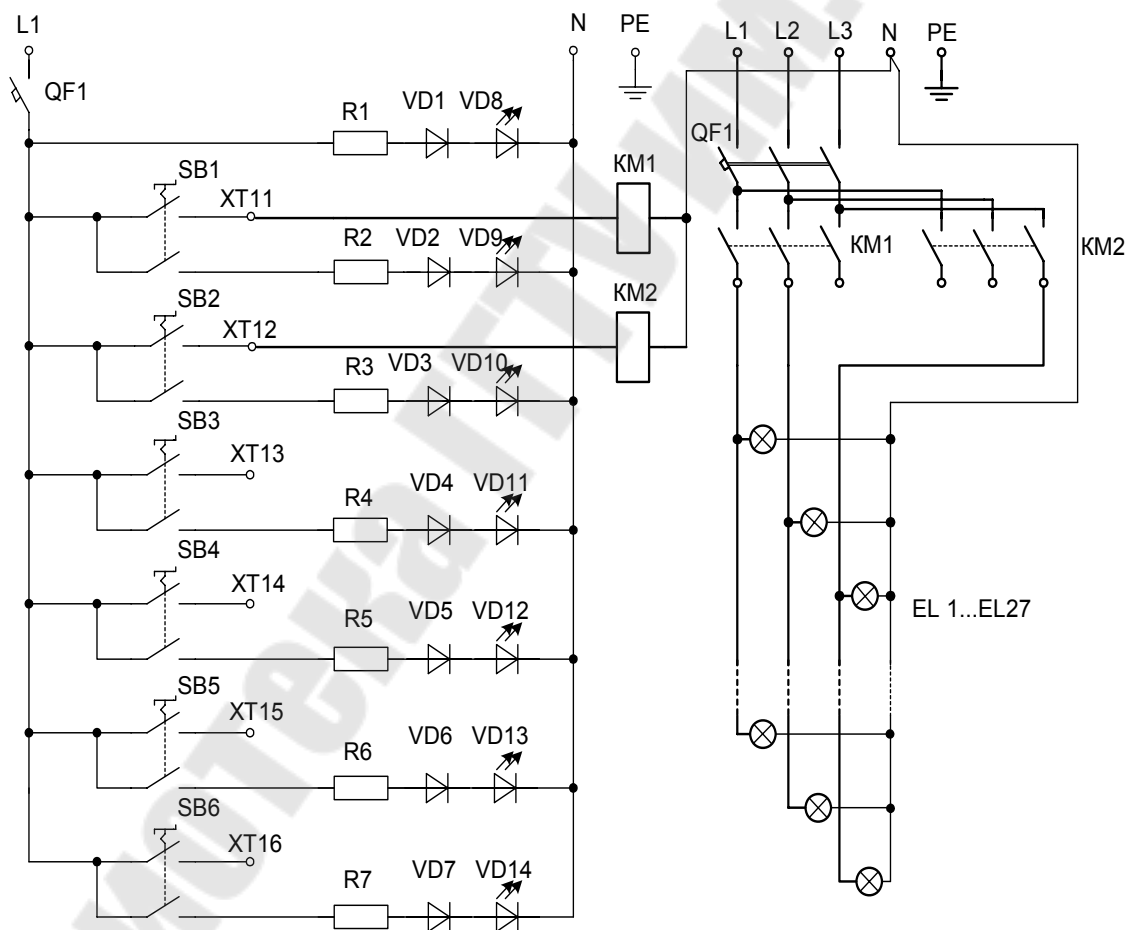 L1
N
PE
L1
L2
L3
N
PE
QF1
R1
VD1
VD8
QF1
SB1
XT11
KM1
R2
VD2
VD9
KM1
KM2
SB2
XT12
KM2
R3
VD3
VD10
SB3
XT13
R4
VD4
VD11
SB4
XT14
R5
VD5
VD12
EL 1...EL27
SB5
XT15
R6
VD6
VD13
SB6
XT16
R7
VD7
VD14